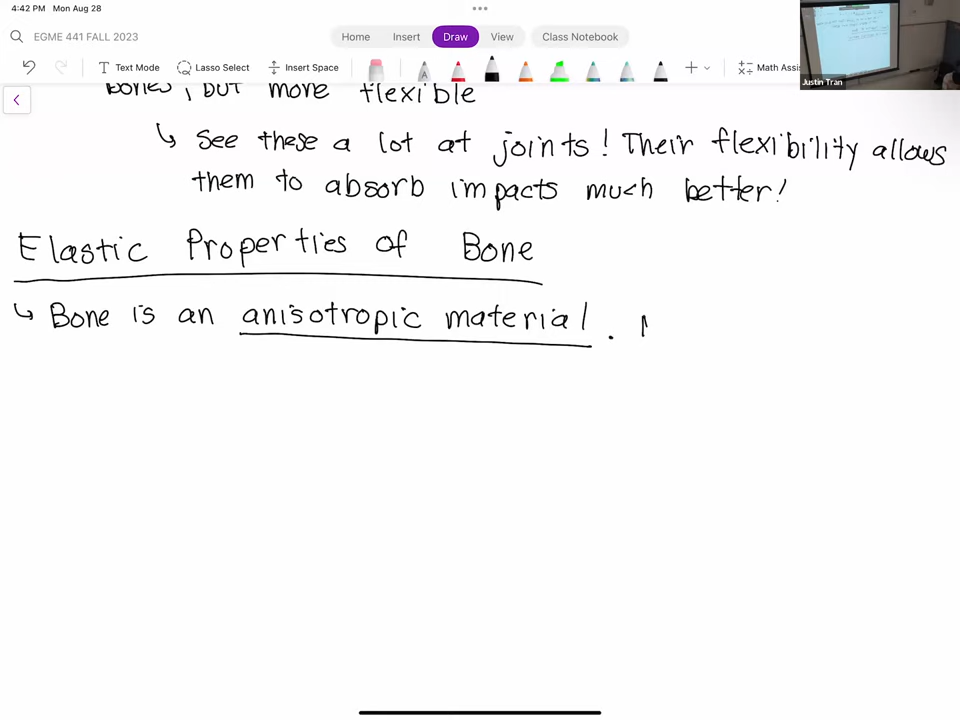 4:42 PM Mon Aug 28
EGME 441 FALL 2023
Home Insert Draw View Class Notebook
Text Mode Lasso Select Insert Space Math Assis
Justin Tran
Bones, but more flexible
↳ See these a lot at joints! Their flexibility allows
them to absorb impacts much better!
Elastic Properties of Bone
↳ Bone is an anisotropic material.